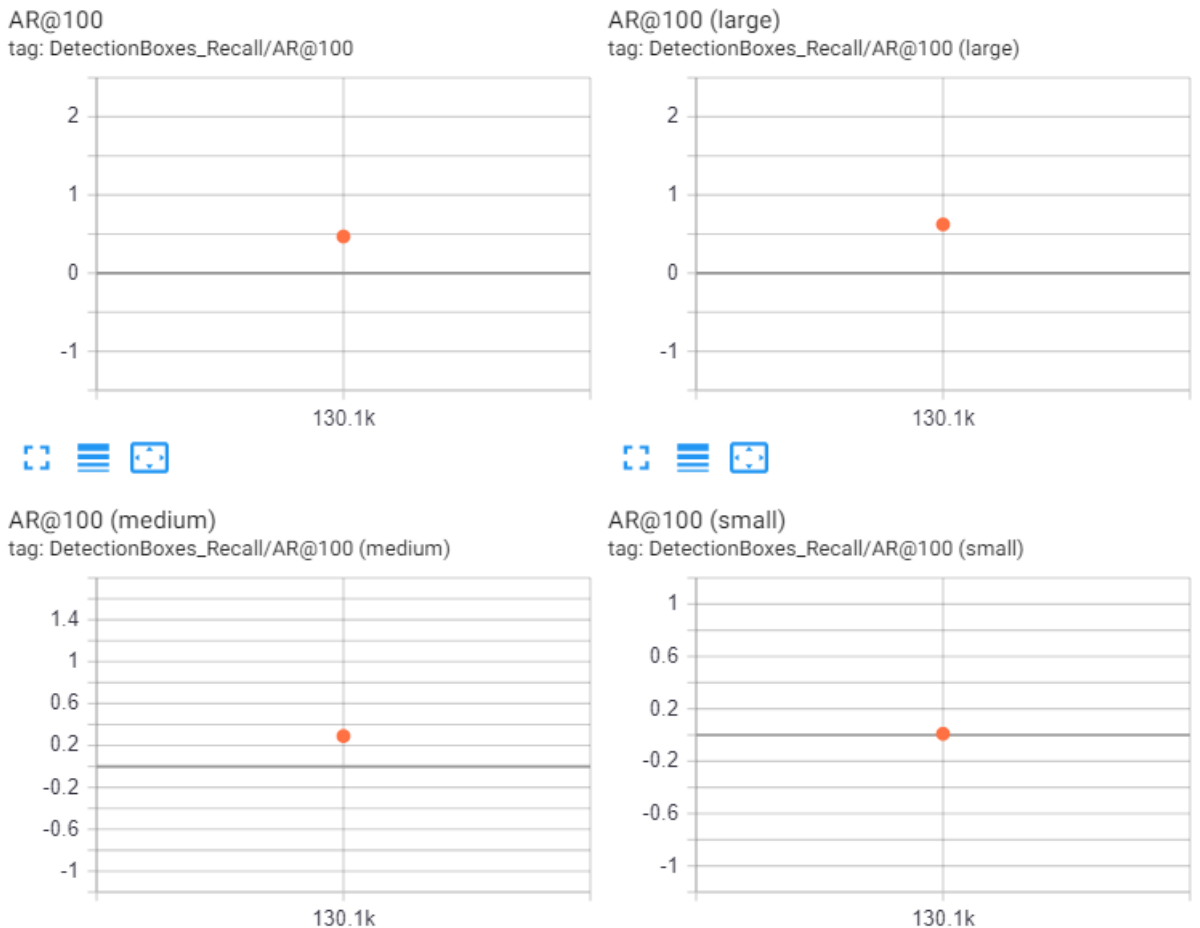 AR@100
tag: DetectionBoxes_Recall/AR@100
2
1
0
-1
130.1k
AR@100 (large)
tag: DetectionBoxes_Recall/AR@100 (large)
2
1
0
-1
130.1k
AR@100 (medium)
tag: DetectionBoxes_Recall/AR@100 (medium)
1.4
1
0.6
0.2
-0.2
-0.6
-1
130.1k
AR@100 (small)
tag: DetectionBoxes_Recall/AR@100 (small)
1
0.6
0.2
-0.2
-0.6
-1
130.1k